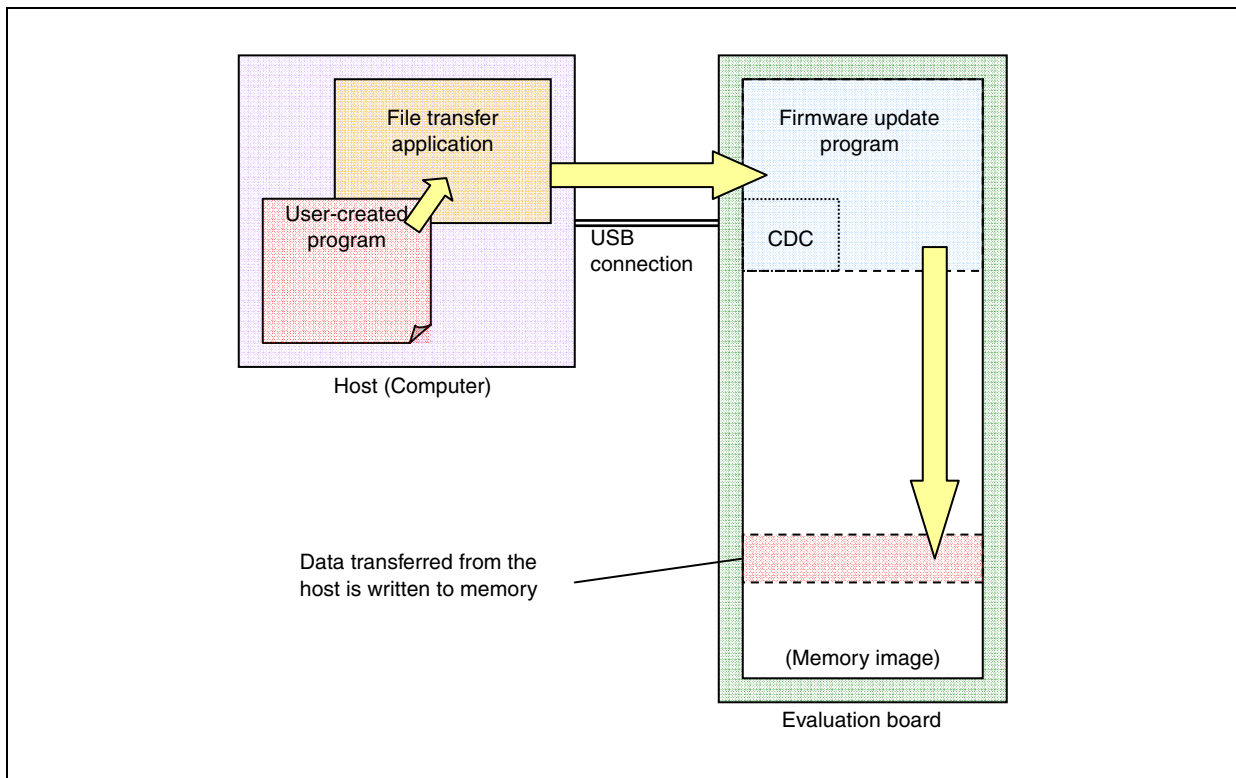 File transfer
application
User-created
program
Host (Computer)
USB
connection
Firmware update
program
CDC
Data transferred from the
host is written to memory
(Memory image)
Evaluation board